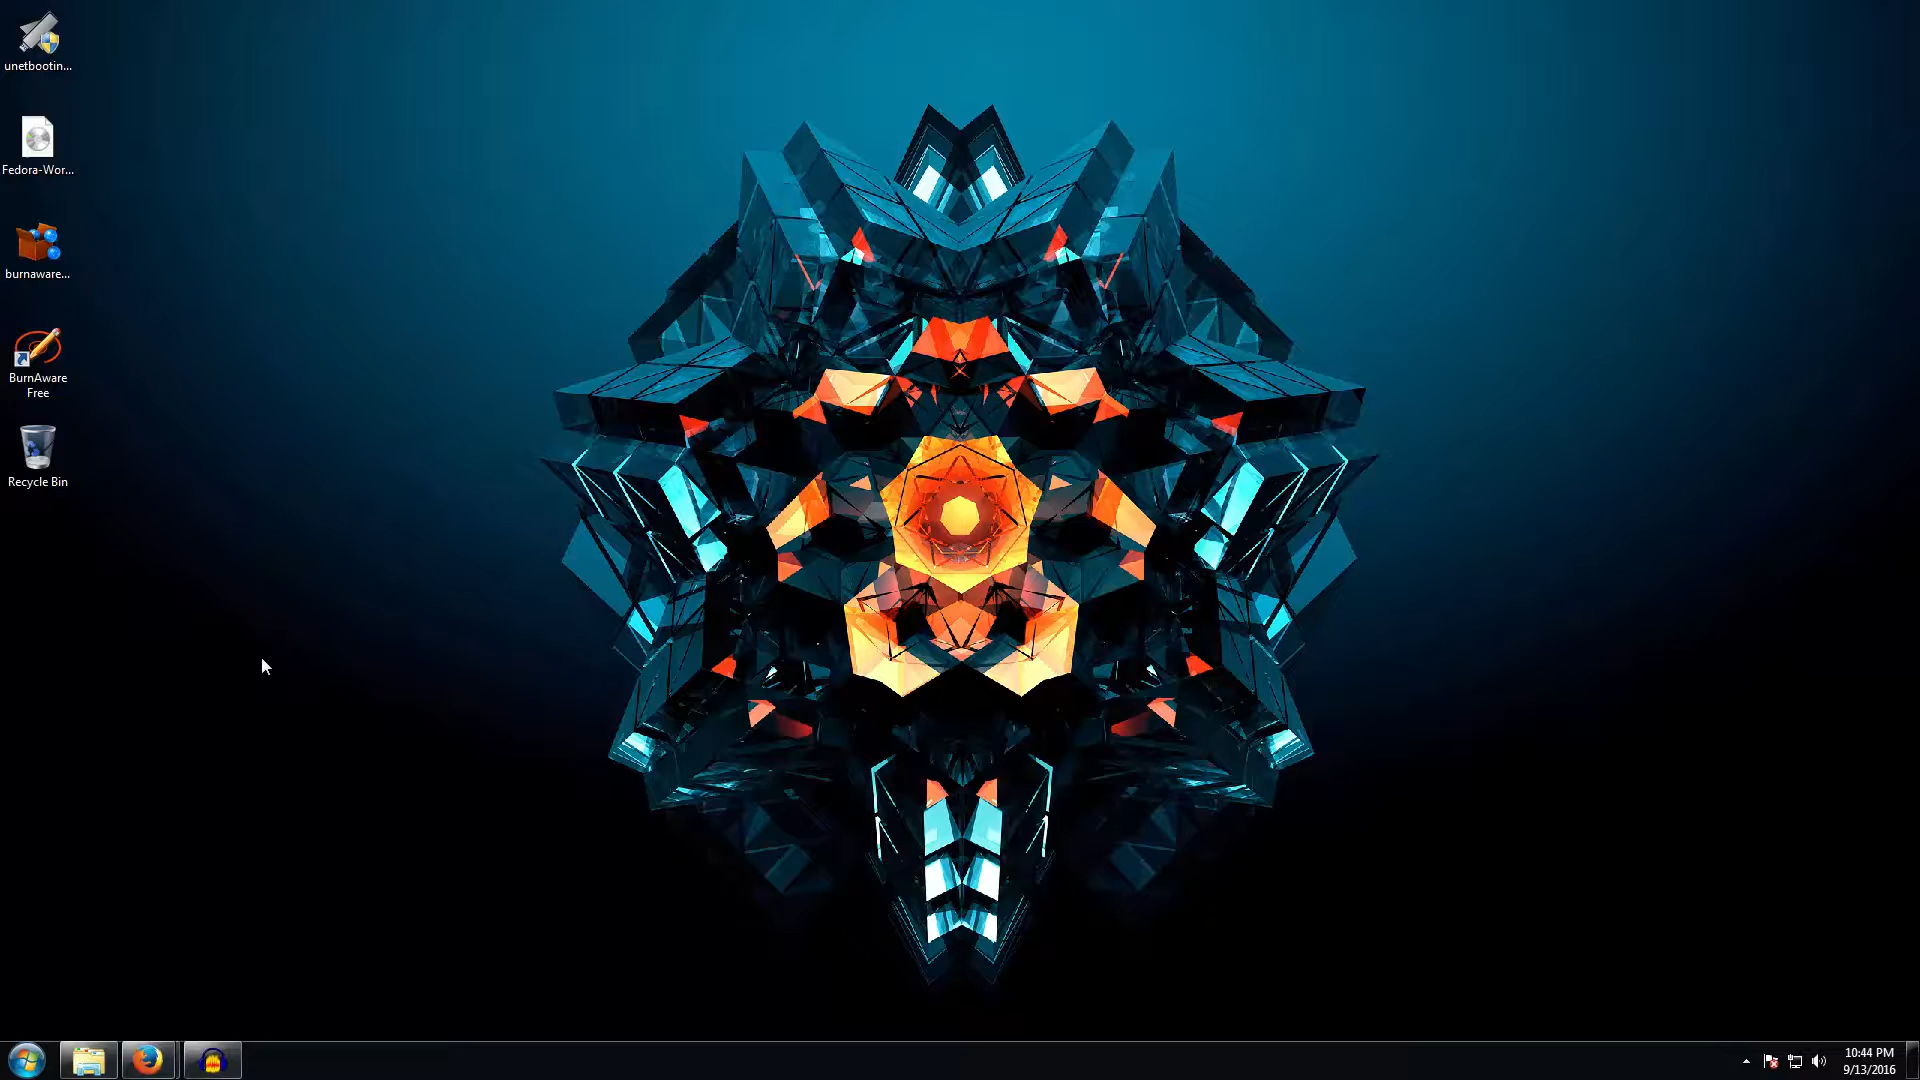 unetbootin...
Fedora-Wor...
burnaware...
BurnAware
Free
Recycle Bin
10:44 PM
9/13/2016